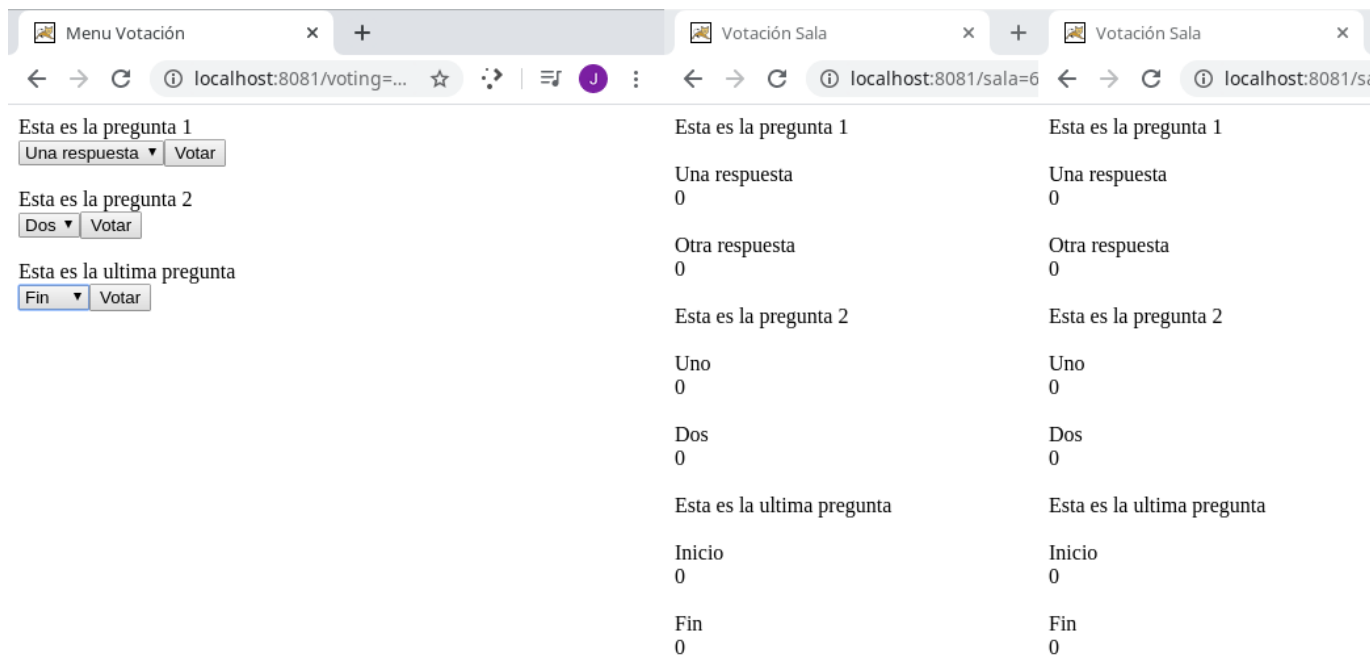 Menu Votación
localhost:8081/voting=...
J
Esta es la pregunta 1
Una respuesta Votar
Esta es la pregunta 2
Dos Votar
Esta es la ultima pregunta
Fin Votar
Votación Sala
localhost:8081/sala=6
Esta es la pregunta 1
Una respuesta
0
Otra respuesta
0
Esta es la pregunta 2
Uno
0
Dos
0
Esta es la ultima pregunta
Inicio
0
Fin
0
Votación Sala
localhost:8081/sa
Esta es la pregunta 1
Una respuesta
0
Otra respuesta
0
Esta es la pregunta 2
Uno
0
Dos
0
Esta es la ultima pregunta
Inicio
0
Fin
0